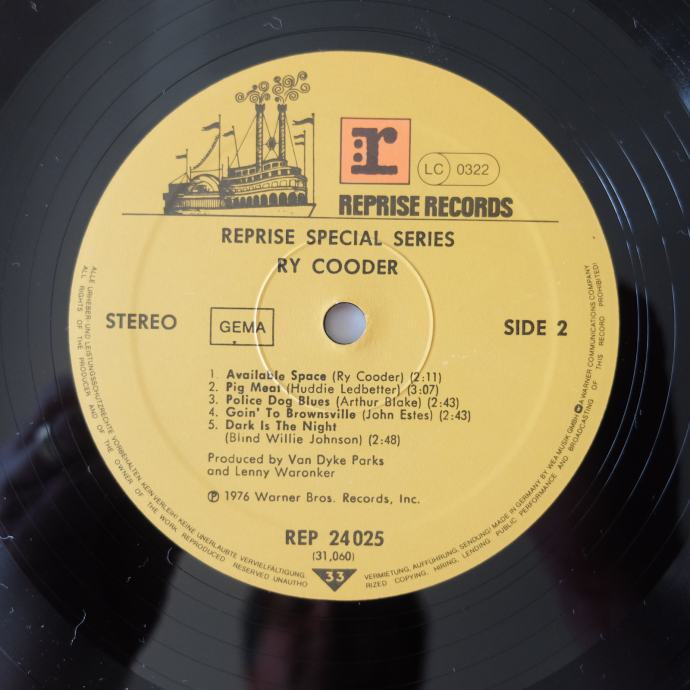 r
LC 0322
REPRISE RECORDS
REPRISE SPECIAL SERIES
RY COODER
STEREO
GEMA
SIDE 2
1. Available Space (Ry Cooder) (2:11)
2. Pig Meat (Huddie Ledbetter) (3:07)
3. Police Dog Blues (Arthur Blake) (2:43)
4. Goin' To Brownsville (John Estes) (2:43)
5. Dark Is The Night
(Blind Willie Johnson) (2:48)
Produced by Van Dyke Parks
and Lenny Waronker
℗ 1976 Warner Bros. Records, Inc.
REP 24025
(31,060)
33
ALLE URHEBER UND LEISTUNGSSCHUTZRECHTE VORBEHALTEN. KEIN VERLEIH! KEINE UNERLAUBTE VERVIELFÄLTIGUNG, VERMIETUNG, AUFFÜHRUNG, SENDUNG! MADE IN GERMANY BY WEA MUSIK GMBH A WARNER COMMUNICATIONS COMPANY
ALL RIGHTS OF THE PRODUCER AND OF THE OWNER OF THE WORK REPRODUCED RESERVED UNAUTHORIZED COPYING, HIRING, LENDING PUBLIC PERFORMANCE AND BROADCASTING OF THIS RECORD PROHIBITED